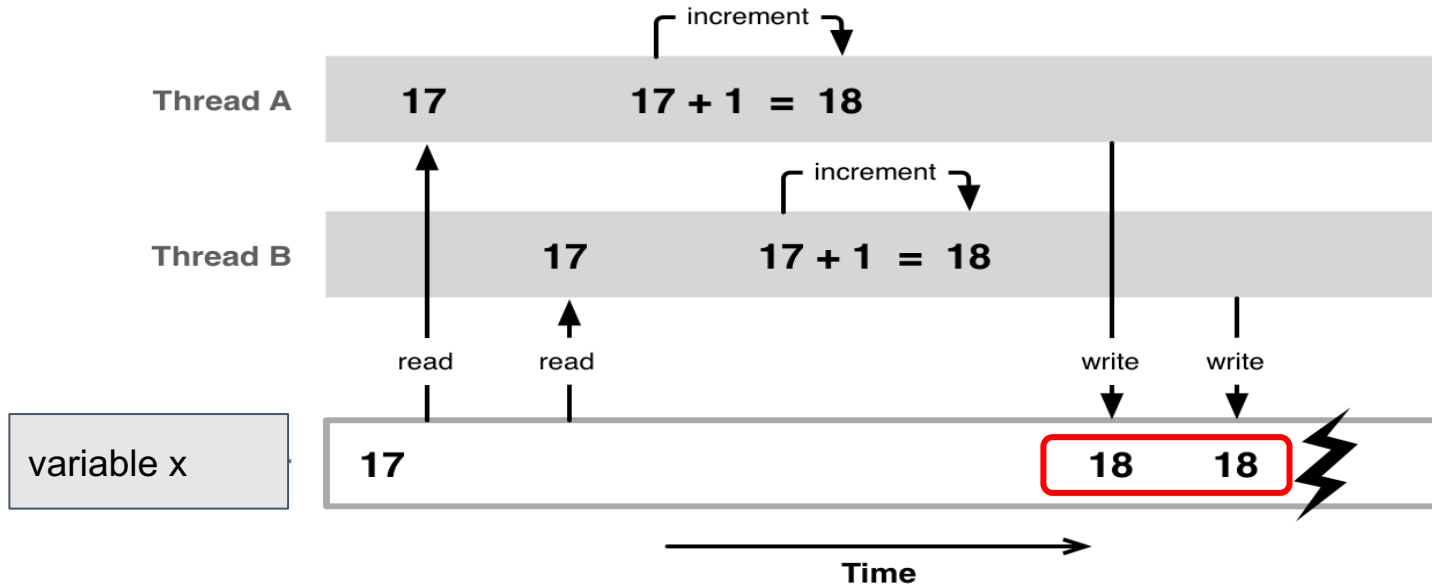 increment
Thread A 17 17 + 1 = 18
increment
Thread B 17 17 + 1 = 18
read read write write
variable x 17 18 18
Time